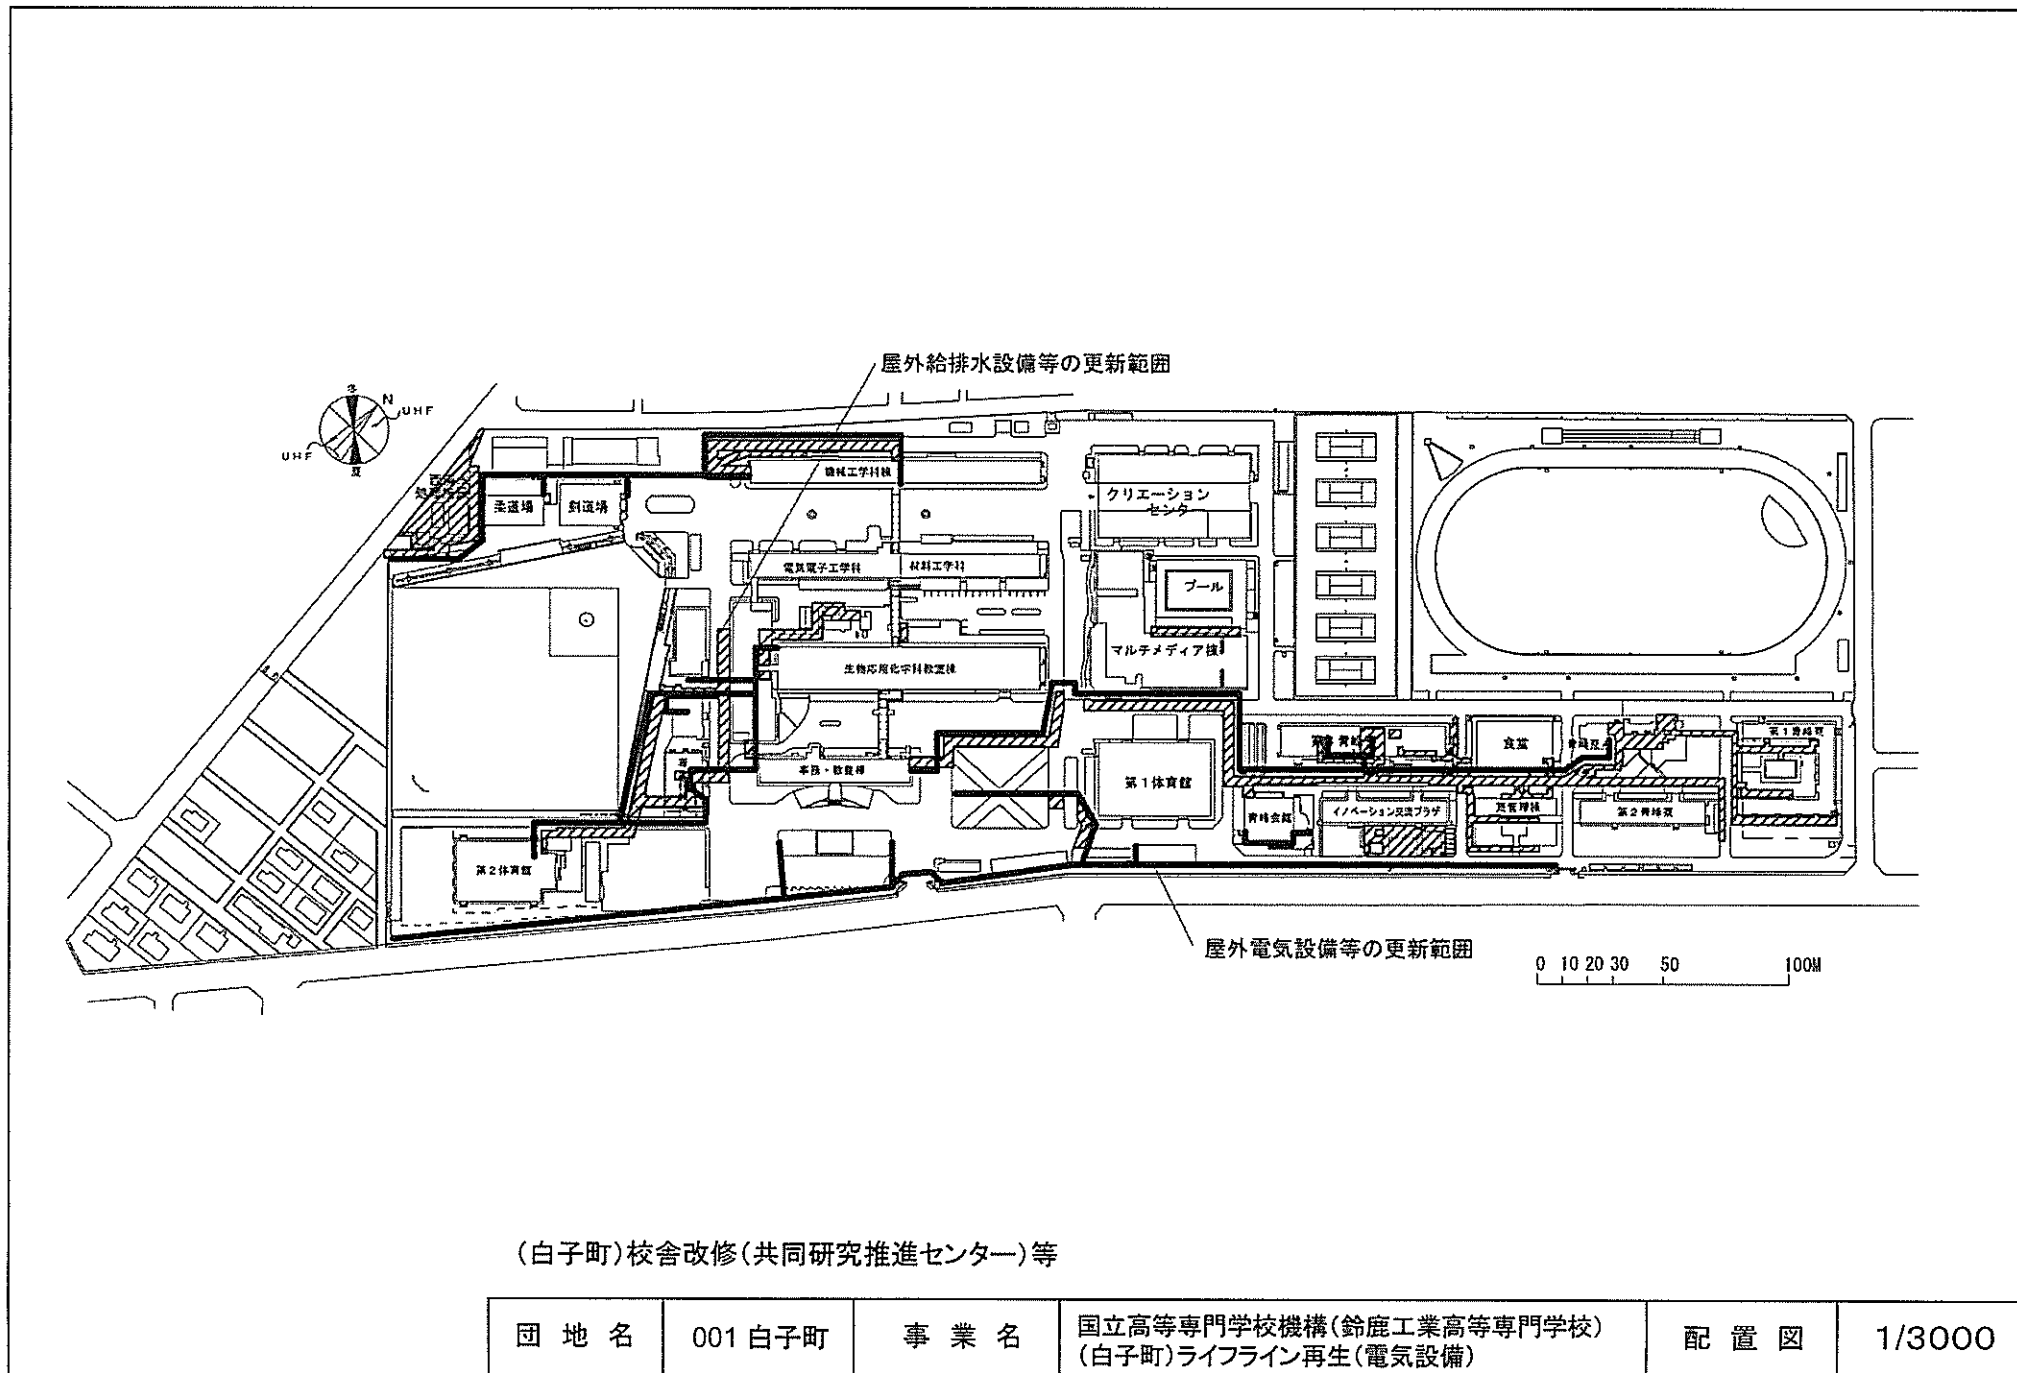 屋外給排水設備等の更新範囲
冬
N
UHF
UHF
夏
機械工学科棟
柔道場
剣道場
クリエーション
センター
電気電子工学科
材料工学科
プール
マルチメディア棟
生物応用化学科教室棟
事務・教室棟
第1体育館
食堂
第1青峰寮
青峰会館
イノベーション交流プラザ
寮管理棟
第2青峰寮
第2体育館
屋外電気設備等の更新範囲
0 10 20 30 50 100M
(白子町)校舎改修(共同研究推進センター)等
団地名
001 白子町
事業名
国立高等専門学校機構(鈴鹿工業高等専門学校)
(白子町)ライフライン再生(電気設備)
配置図
1/3000